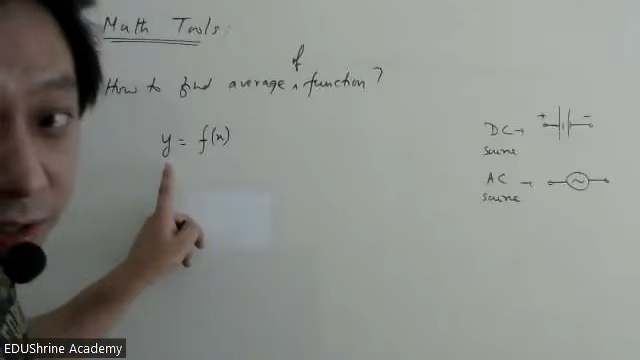 Math Tools:
How to find average of function?
y = f(x)
+ -
DC→
source
AC →
source
EDUShrine Academy